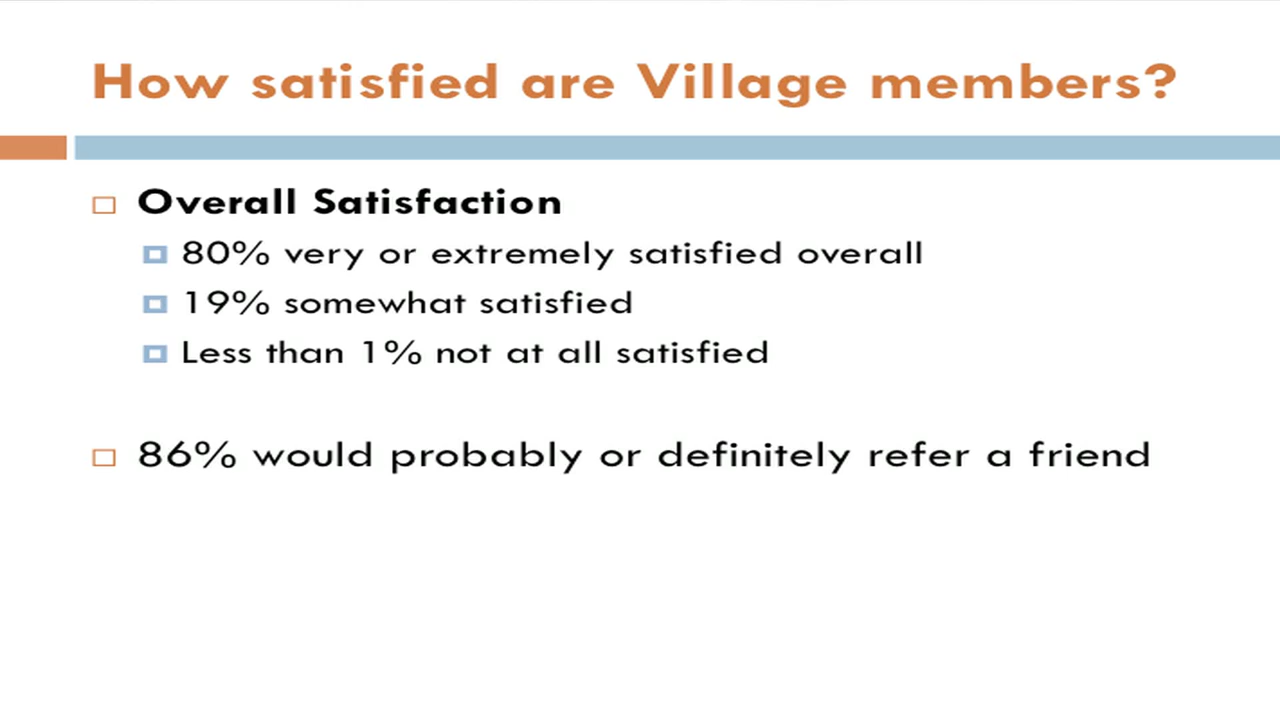 How satisfied are Village members?
Overall Satisfaction
80% very or extremely satisfied overall
19% somewhat satisfied
Less than 1% not at all satisfied
86% would probably or definitely refer a friend